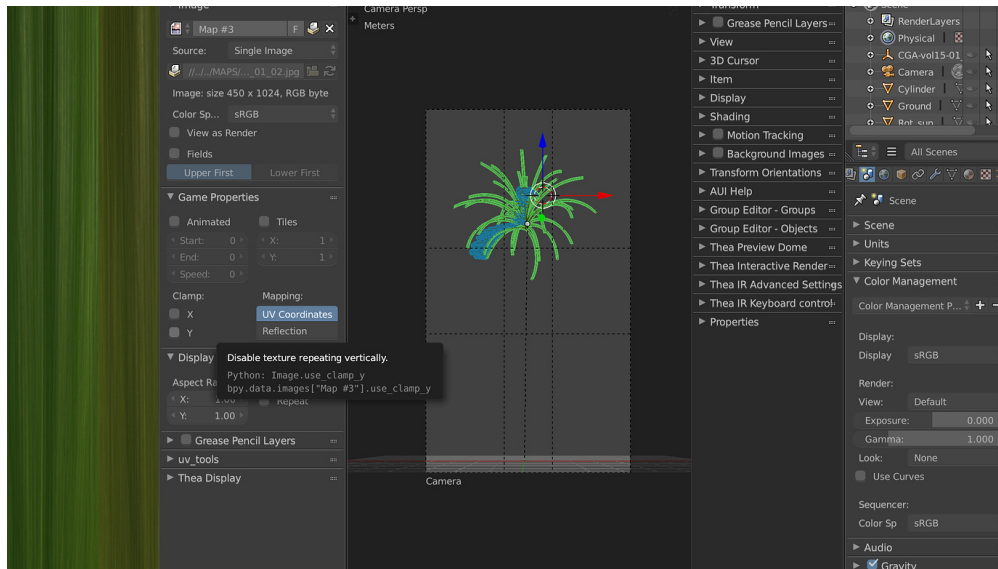 Image
Map #3
F
Source:
Single Image
//../../MAPS/..._01_02.jpg
Image: size 450 x 1024, RGB byte
Color Sp...
sRGB
View as Render
Fields
Upper First
Lower First
Game Properties
Animated
Tiles
Start: 0
X: 1
End: 0
Y: 1
Speed: 0
Clamp:
Mapping:
X
UV Coordinates
Y
Reflection
Display
Disable texture repeating vertically.
Python: Image.use_clamp_y
bpy.data.images["Map #3"].use_clamp_y
Aspect Ra
X: 1.00
Repeat
Y: 1.00
Grease Pencil Layers
uv_tools
Thea Display
Camera Persp
Meters
Camera
Transform
Grease Pencil Layers
View
3D Cursor
Item
Display
Shading
Motion Tracking
Background Images
Transform Orientations
AUI Help
Group Editor - Groups
Group Editor - Objects
Thea Preview Dome
Thea Interactive Render
Thea IR Advanced Settings
Thea IR Keyboard control
Properties
Scene
RenderLayers
Physical
CGA-vol15-01
Camera
Cylinder
Ground
Rot_sun
All Scenes
Scene
Scene
Units
Keying Sets
Color Management
Color Management P...
Display:
Display
sRGB
Render:
View:
Default
Exposure: 0.000
Gamma: 1.000
Look:
None
Use Curves
Sequencer:
Color Sp
sRGB
Audio
Gravity